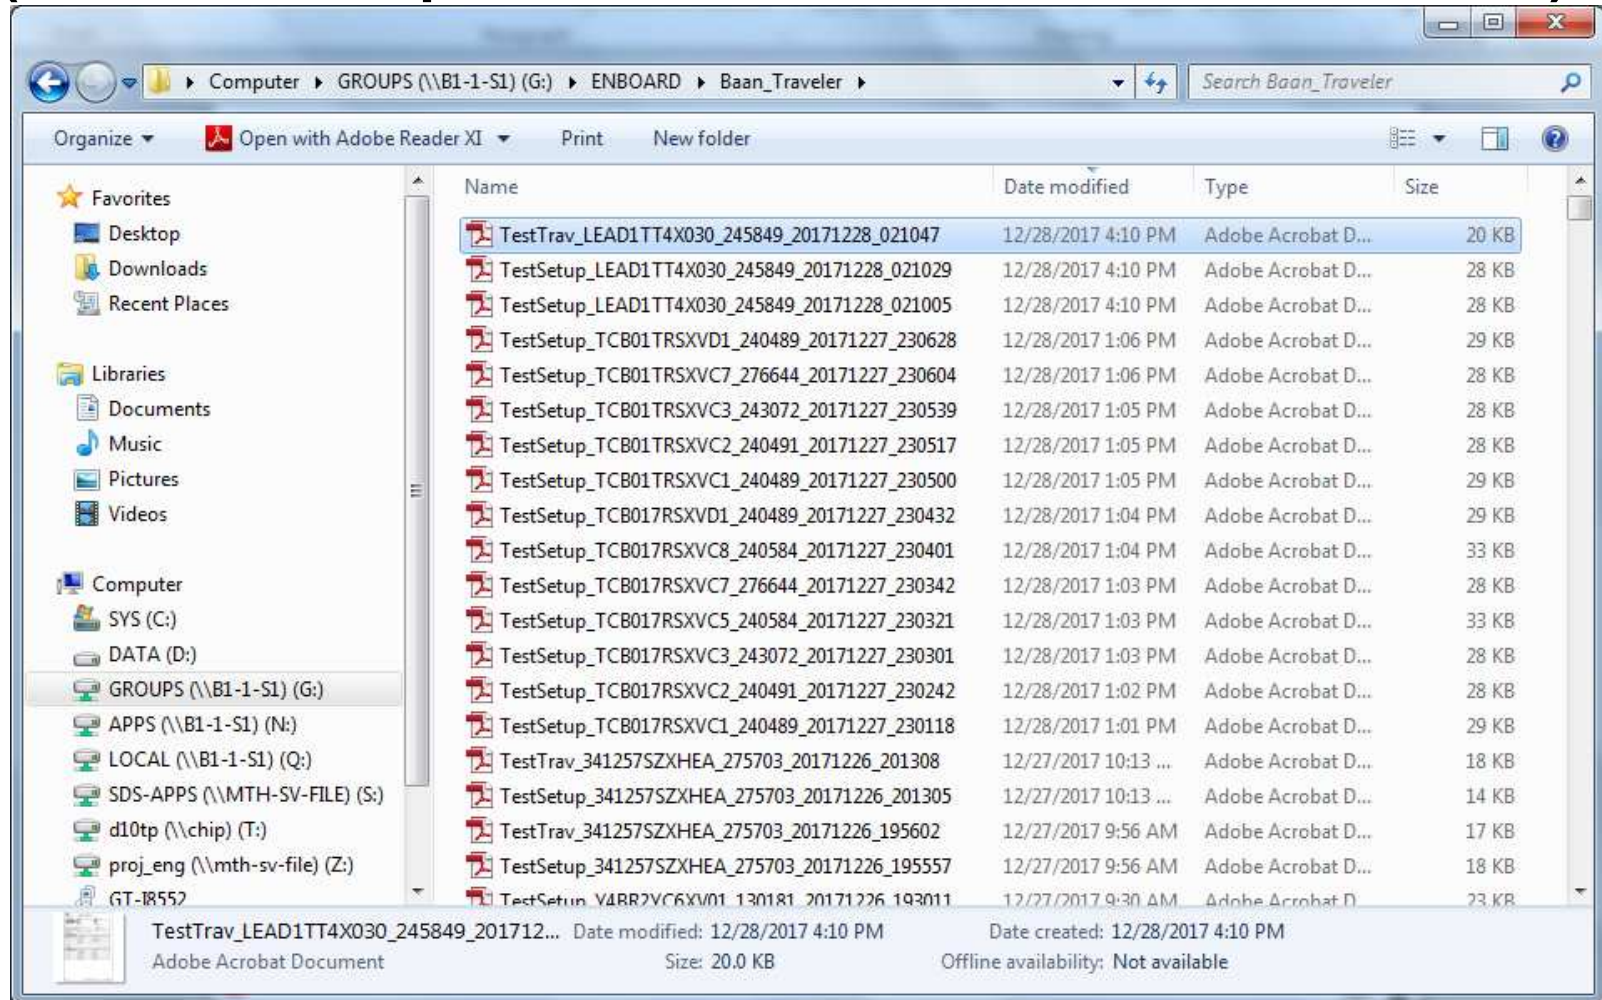 Computer ▸ GROUPS (\\B1-1-S1) (G:) ▸ ENBOARD ▸ Baan_Traveler ▸ Search Baan_Traveler
Organize Open with Adobe Reader XI Print New folder
Favorites
Desktop
Downloads
Recent Places
Libraries
Documents
Music
Pictures
Videos
Computer
SYS (C:)
DATA (D:)
GROUPS (\\B1-1-S1) (G:)
APPS (\\B1-1-S1) (N:)
LOCAL (\\B1-1-S1) (Q:)
SDS-APPS (\\MTH-SV-FILE) (S:)
d10tp (\\chip) (T:)
proj_eng (\\mth-sv-file) (Z:)
GT-I8552
Name Date modified Type Size
TestTrav_LEAD1TT4X030_245849_20171228_021047 12/28/2017 4:10 PM Adobe Acrobat D... 20 KB
TestSetup_LEAD1TT4X030_245849_20171228_021029 12/28/2017 4:10 PM Adobe Acrobat D... 28 KB
TestSetup_LEAD1TT4X030_245849_20171228_021005 12/28/2017 4:10 PM Adobe Acrobat D... 28 KB
TestSetup_TCB01TRSXVD1_240489_20171227_230628 12/28/2017 1:06 PM Adobe Acrobat D... 29 KB
TestSetup_TCB01TRSXVC7_276644_20171227_230604 12/28/2017 1:06 PM Adobe Acrobat D... 28 KB
TestSetup_TCB01TRSXVC3_243072_20171227_230539 12/28/2017 1:05 PM Adobe Acrobat D... 28 KB
TestSetup_TCB01TRSXVC2_240491_20171227_230517 12/28/2017 1:05 PM Adobe Acrobat D... 28 KB
TestSetup_TCB01TRSXVC1_240489_20171227_230500 12/28/2017 1:05 PM Adobe Acrobat D... 29 KB
TestSetup_TCB017RSXVD1_240489_20171227_230432 12/28/2017 1:04 PM Adobe Acrobat D... 29 KB
TestSetup_TCB017RSXVC8_240584_20171227_230401 12/28/2017 1:04 PM Adobe Acrobat D... 33 KB
TestSetup_TCB017RSXVC7_276644_20171227_230342 12/28/2017 1:03 PM Adobe Acrobat D... 28 KB
TestSetup_TCB017RSXVC5_240584_20171227_230321 12/28/2017 1:03 PM Adobe Acrobat D... 33 KB
TestSetup_TCB017RSXVC3_243072_20171227_230301 12/28/2017 1:03 PM Adobe Acrobat D... 28 KB
TestSetup_TCB017RSXVC2_240491_20171227_230242 12/28/2017 1:02 PM Adobe Acrobat D... 28 KB
TestSetup_TCB017RSXVC1_240489_20171227_230118 12/28/2017 1:01 PM Adobe Acrobat D... 29 KB
TestTrav_341257SZXHEA_275703_20171226_201308 12/27/2017 10:13 ... Adobe Acrobat D... 18 KB
TestSetup_341257SZXHEA_275703_20171226_201305 12/27/2017 10:13 ... Adobe Acrobat D... 14 KB
TestTrav_341257SZXHEA_275703_20171226_195602 12/27/2017 9:56 AM Adobe Acrobat D... 17 KB
TestSetup_341257SZXHEA_275703_20171226_195557 12/27/2017 9:56 AM Adobe Acrobat D... 18 KB
TestSetup_Y4BR2YC6XV01_130181_20171226_193011 12/27/2017 9:30 AM Adobe Acrobat D... 23 KB
TestTrav_LEAD1TT4X030_245849_201712... Date modified: 12/28/2017 4:10 PM Date created: 12/28/2017 4:10 PM
Adobe Acrobat Document Size: 20.0 KB Offline availability: Not available